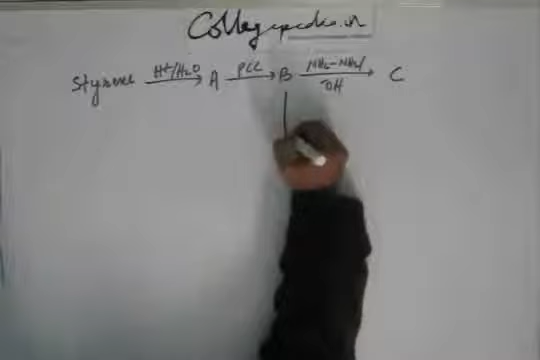 Collegepedia.in
Styrene H⁺/H₂O A PCC B NH₂-NH₂/ ⁻OH C